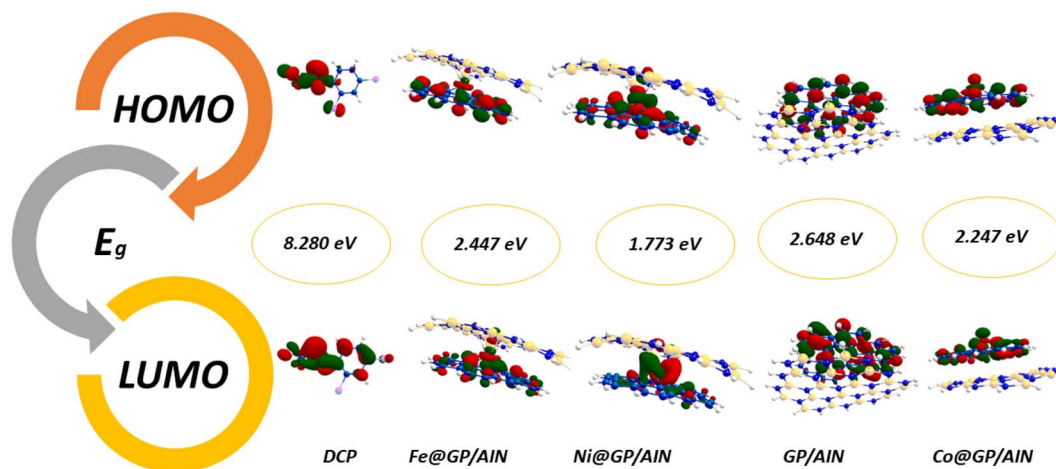 HOMO
Eg
8.280 eV
2.447 eV
1.773 eV
2.648 eV
2.247 eV
LUMO
DCP
Fe@GP/AlN
Ni@GP/AlN
GP/AlN
Co@GP/AlN